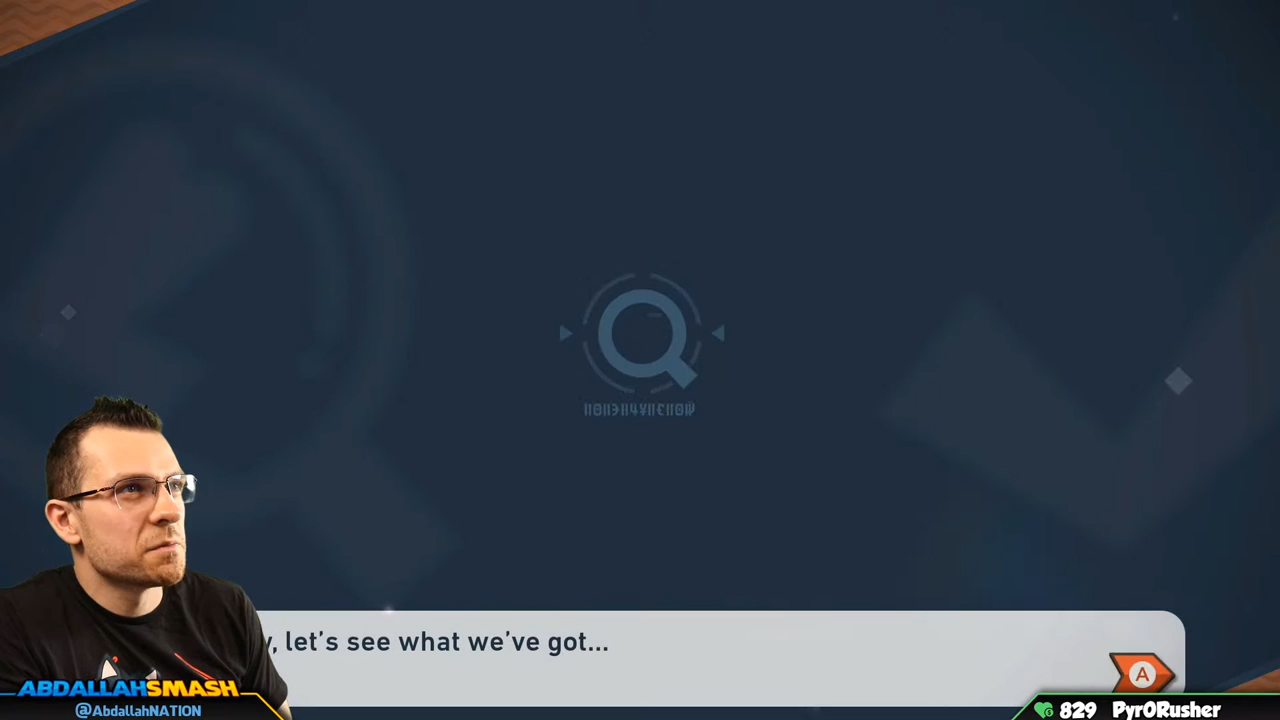 let's see what we've got...
A
ABDALLAHSMASH
@AbdallahNATION
829 PyrORusher